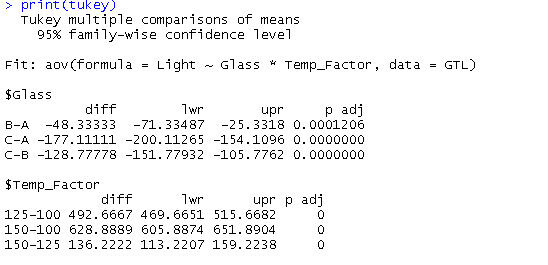 > print(tukey)
  Tukey multiple comparisons of means
    95% family-wise confidence level

Fit: aov(formula = Light ~ Glass * Temp_Factor, data = GTL)

$Glass
          diff        lwr       upr     p adj
B-A  -48.33333  -71.33487  -25.3318 0.0001206
C-A -177.11111 -200.11265 -154.1096 0.0000000
C-B -128.77778 -151.77932 -105.7762 0.0000000

$Temp_Factor
            diff      lwr      upr p adj
125-100 492.6667 469.6651 515.6682     0
150-100 628.8889 605.8874 651.8904     0
150-125 136.2222 113.2207 159.2238     0